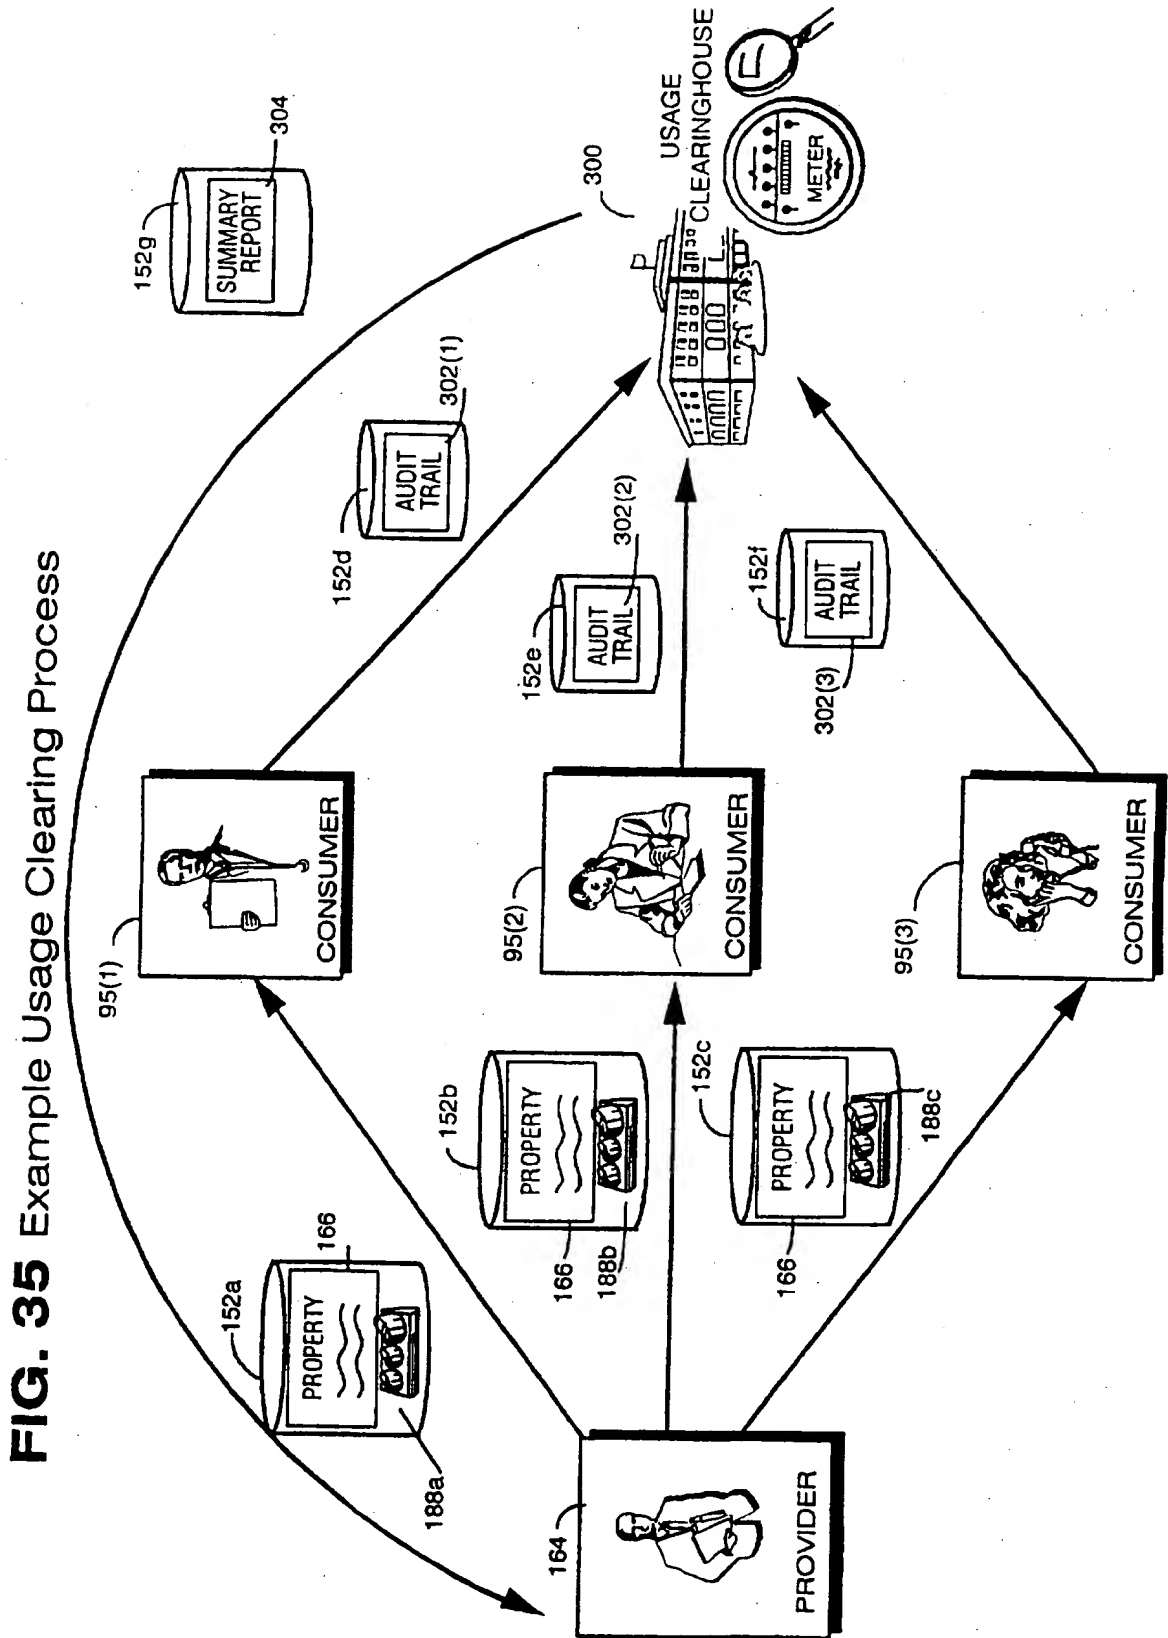 FIG. 35 Example Usage Clearing Process
152g
SUMMARY
REPORT
304
300
USAGE
CLEARINGHOUSE
METER
152d
AUDIT
TRAIL
302(1)
152e
AUDIT
TRAIL
302(2)
152f
AUDIT
TRAIL
302(3)
95(1)
CONSUMER
95(2)
CONSUMER
95(3)
CONSUMER
152a
PROPERTY
166
188a
152b
PROPERTY
166
188b
152c
PROPERTY
166
188c
164
PROVIDER